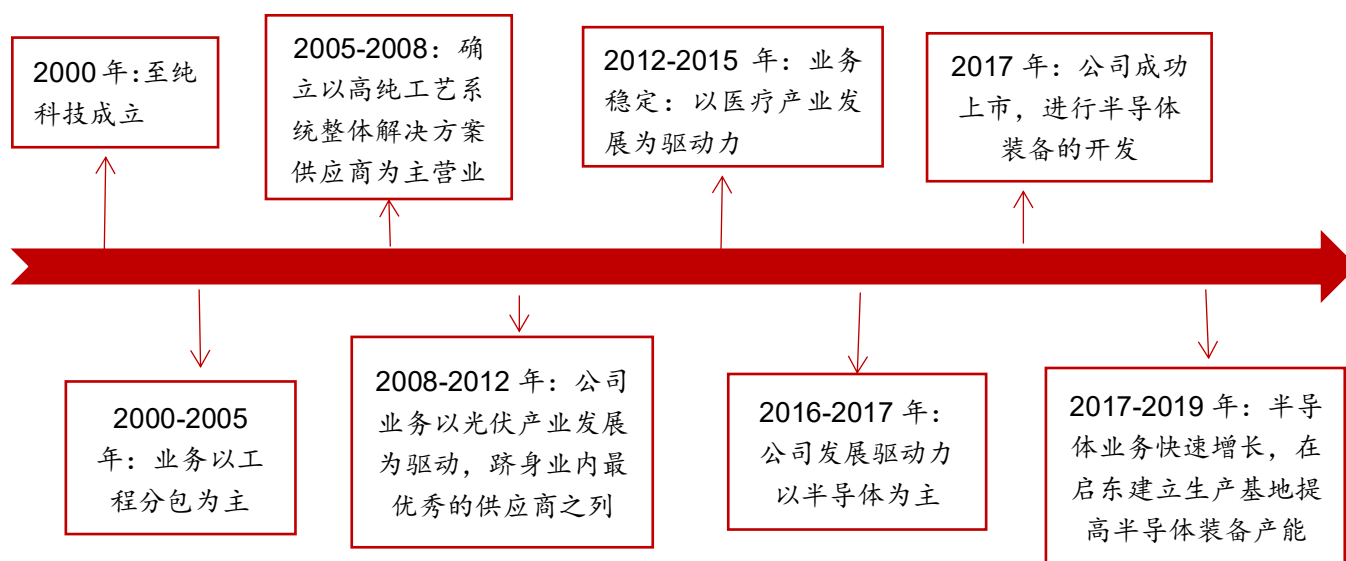 2000 年:至纯
科技成立
2005-2008：确
立以高纯工艺系
统整体解决方案
供应商为主营业
2012-2015 年：业务
稳定：以医疗产业发
展为驱动力
2017 年：公司成功
上市，进行半导体
装备的开发
2000-2005
年：业务以工
程分包为主
2008-2012 年：公司
业务以光伏产业发展
为驱动，跻身业内最
优秀的供应商之列
2016-2017 年：
公司发展驱动力
以半导体为主
2017-2019 年：半导
体业务快速增长，在
启东建立生产基地提
高半导体装备产能